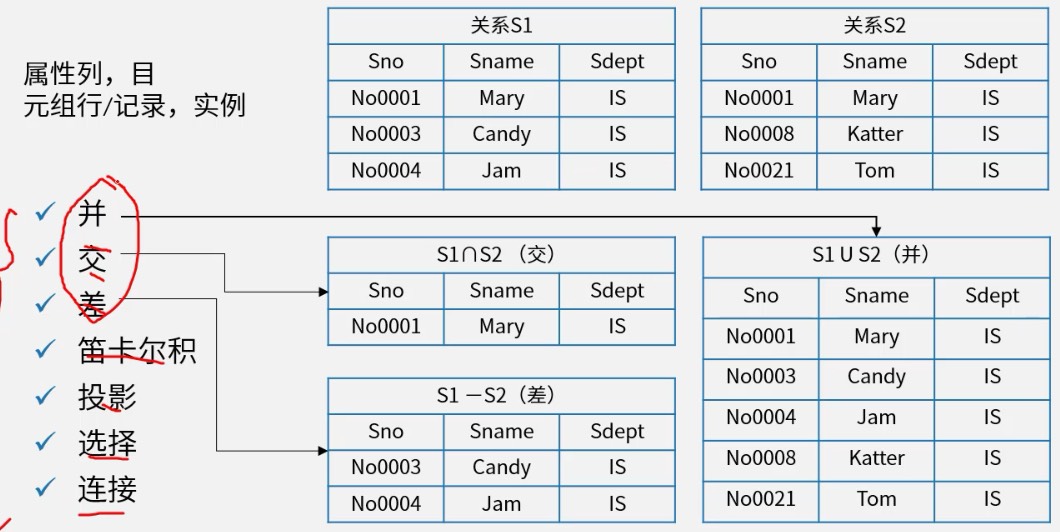 属性列，目
元组行/记录，实例
并
交
差
笛卡尔积
投影
选择
连接
关系S1
Sno Sname Sdept
No0001 Mary IS
No0003 Candy IS
No0004 Jam IS
关系S2
Sno Sname Sdept
No0001 Mary IS
No0008 Katter IS
No0021 Tom IS
S1∩S2 （交）
Sno Sname Sdept
No0001 Mary IS
S1 －S2（差）
Sno Sname Sdept
No0003 Candy IS
No0004 Jam IS
S1 U S2（并）
Sno Sname Sdept
No0001 Mary IS
No0003 Candy IS
No0004 Jam IS
No0008 Katter IS
No0021 Tom IS